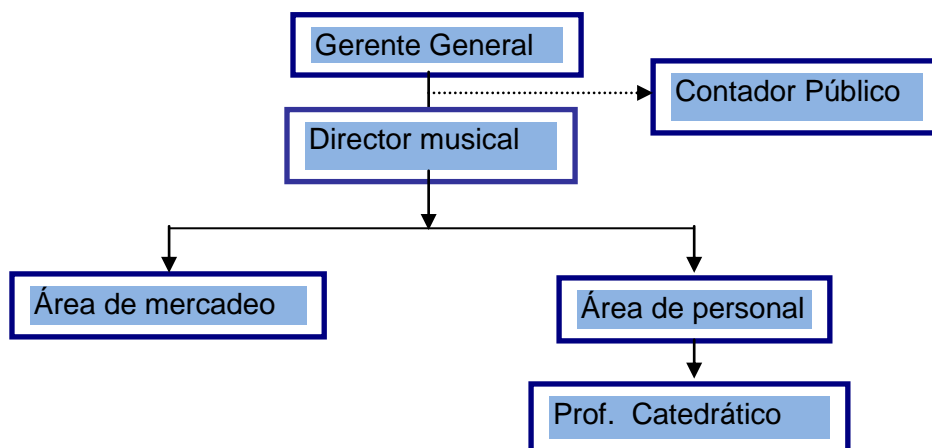 Gerente General
Contador Público
Director musical
Área de mercadeo
Área de personal
Prof. Catedrático